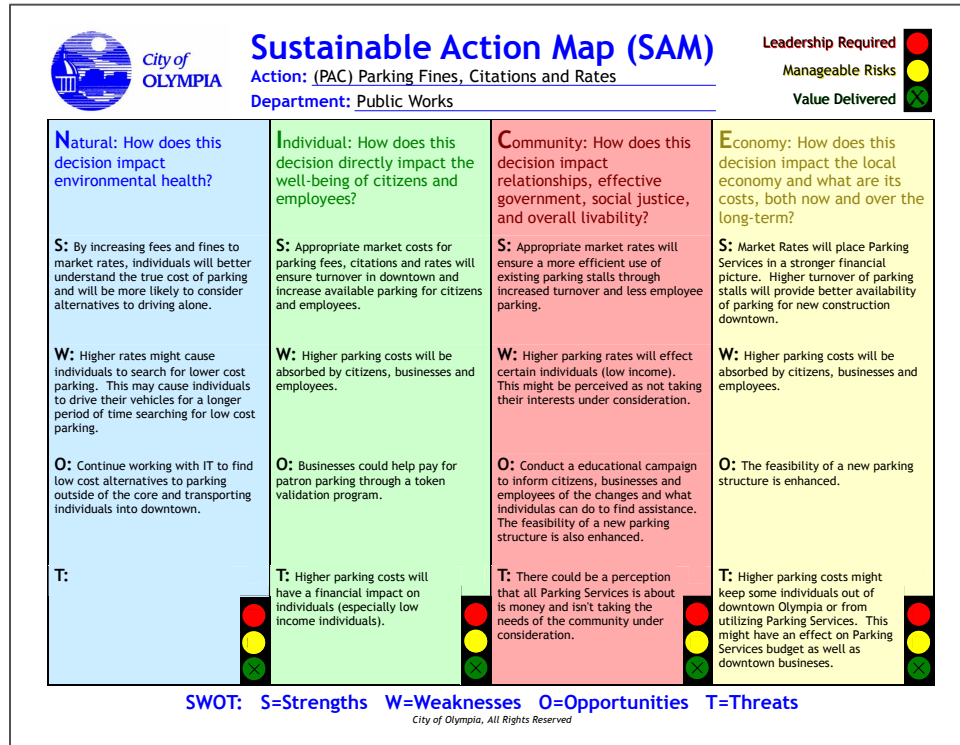 City of
OLYMPIA
Sustainable Action Map (SAM)
Action: (PAC) Parking Fines, Citations and Rates
Department: Public Works
Leadership Required
Manageable Risks
Value Delivered
Natural: How does this
decision impact
environmental health?
S: By increasing fees and fines to
market rates, individuals will better
understand the true cost of parking
and will be more likely to consider
alternatives to driving alone.
W: Higher rates might cause
individuals to search for lower cost
parking. This may cause individuals
to drive their vehicles for a longer
period of time searching for low cost
parking.
O: Continue working with IT to find
low cost alternatives to parking
outside of the core and transporting
individuals into downtown.
T:
Individual: How does this
decision directly impact the
well-being of citizens and
employees?
S: Appropriate market costs for
parking fees, citations and rates will
ensure turnover in downtown and
increase available parking for citizens
and employees.
W: Higher parking costs will be
absorbed by citizens, businesses and
employees.
O: Businesses could help pay for
patron parking through a token
validation program.
T: Higher parking costs will
have a financial impact on
individuals (especially low
income individuals).
Community: How does this
decision impact
relationships, effective
government, social justice,
and overall livability?
S: Appropriate market rates will
ensure a more efficient use of
existing parking stalls through
increased turnover and less employee
parking.
W: Higher parking rates will effect
certain individuals (low income).
This might be perceived as not taking
their interests under consideration.
O: Conduct a educational campaign
to inform citizens, businesses and
employees of the changes and what
individulas can do to find assistance.
The feasibility of a new parking
structure is also enhanced.
T: There could be a perception
that all Parking Services is about
is money and isn't taking the
needs of the community under
consideration.
Economy: How does this
decision impact the local
economy and what are its
costs, both now and over the
long-term?
S: Market Rates will place Parking
Services in a stronger financial
picture. Higher turnover of parking
stalls will provide better availability
of parking for new construction
downtown.
W: Higher parking costs will be
absorbed by citizens, businesses and
employees.
O: The feasibility of a new parking
structure is enhanced.
T: Higher parking costs might
keep some individuals out of
downtown Olympia or from
utilizing Parking Services. This
might have an effect on Parking
Services budget as well as
downtown busineses.
SWOT: S=Strengths W=Weaknesses O=Opportunities T=Threats
City of Olympia, All Rights Reserved